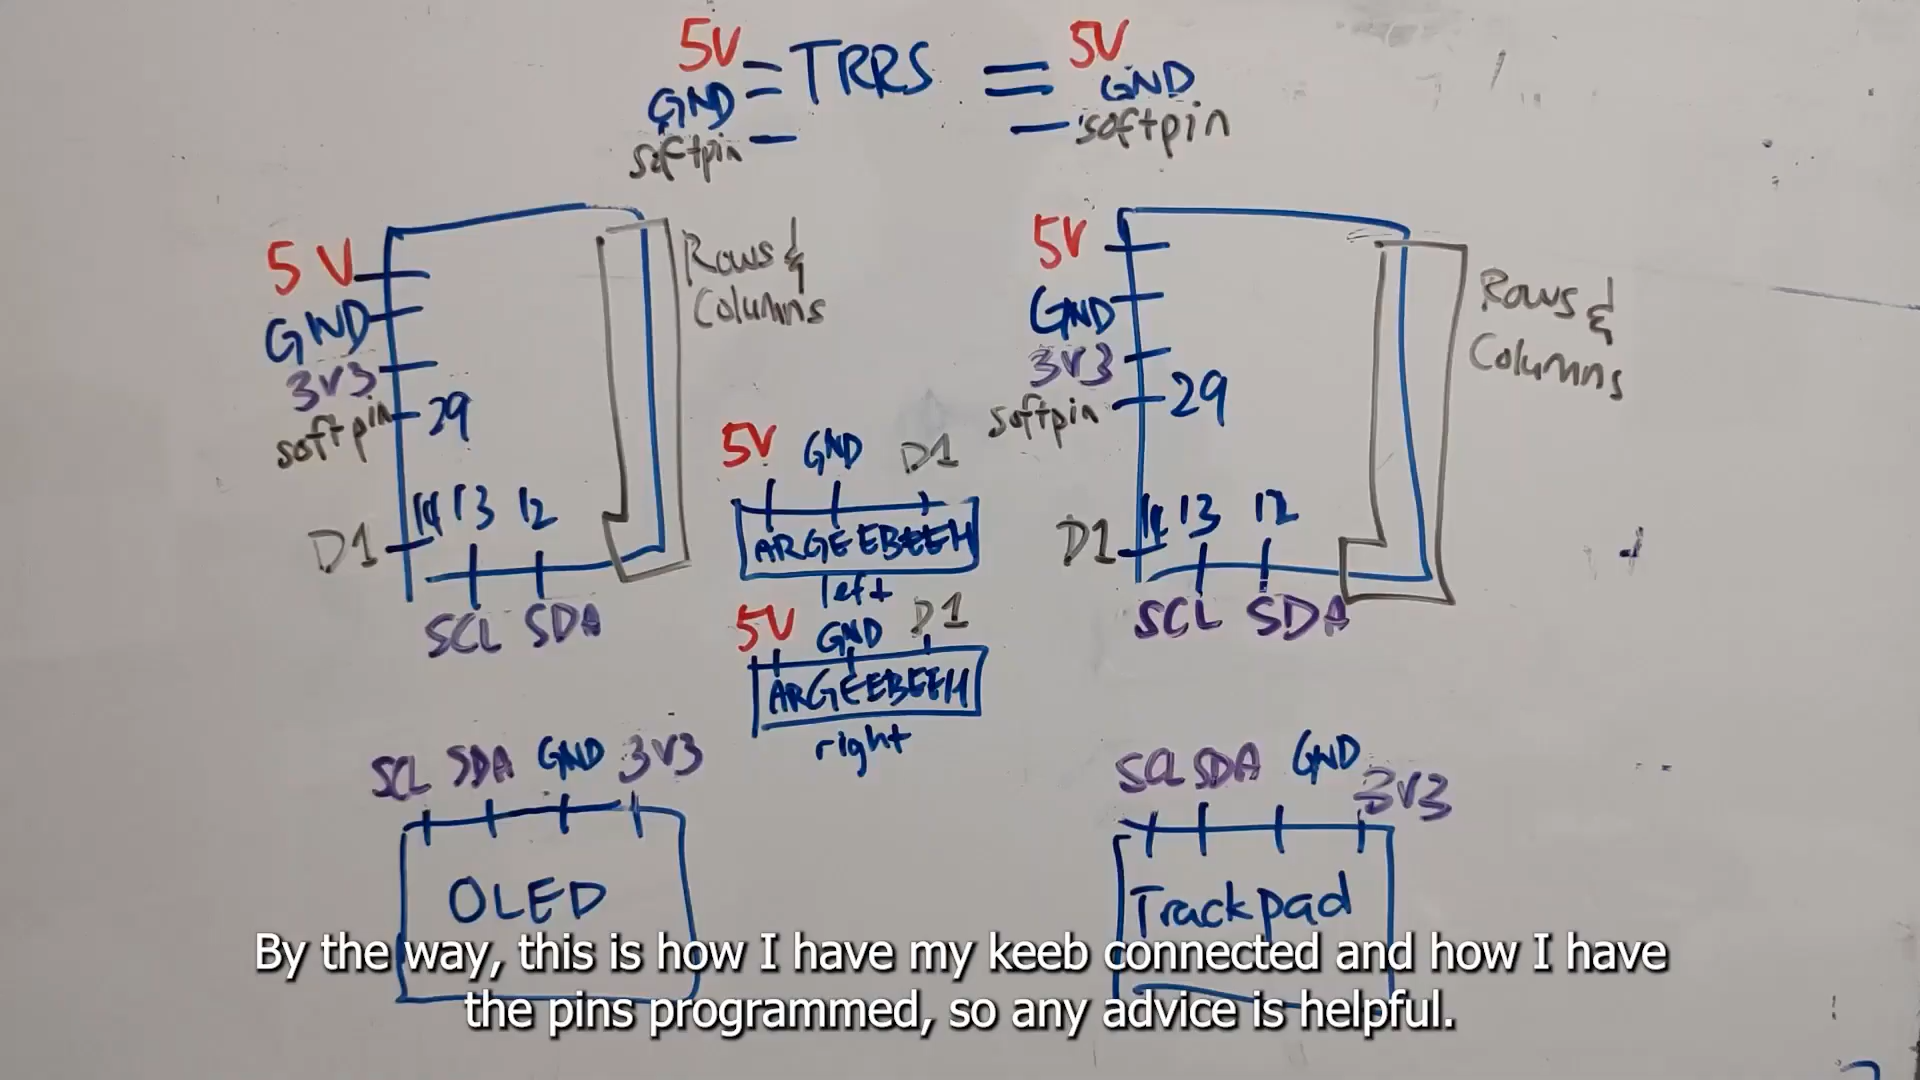 5V
GND
softpin
TRRS
5V
GND
softpin
5V
GND
3V3
softpin
29
D1
14
13
12
SCL
SDA
Rows &
Columns
5V
GND
D1
ARGEEBEEH
left
5V
GND
D1
ARGEEBEEH
right
5V
GND
3V3
softpin
29
D1
14
13
12
SCL
SDA
Rows &
Columns
SCL SDA GND 3V3
OLED
SCL SDA GND 3V3
Trackpad
By the way, this is how I have my keeb connected and how I have
the pins programmed, so any advice is helpful.